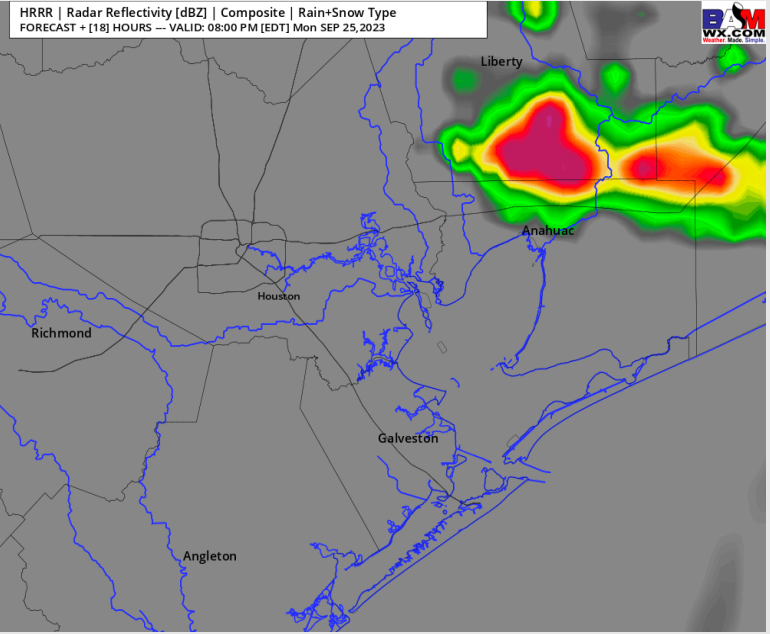 HRRR | Radar Reflectivity [dBZ] | Composite | Rain+Snow Type
FORECAST + [18] HOURS --- VALID: 08:00 PM [EDT] Mon SEP 25,2023
BAM
WX.COM
Weather. Made. Simple.
Liberty
Anahuac
Houston
Richmond
Galveston
Angleton